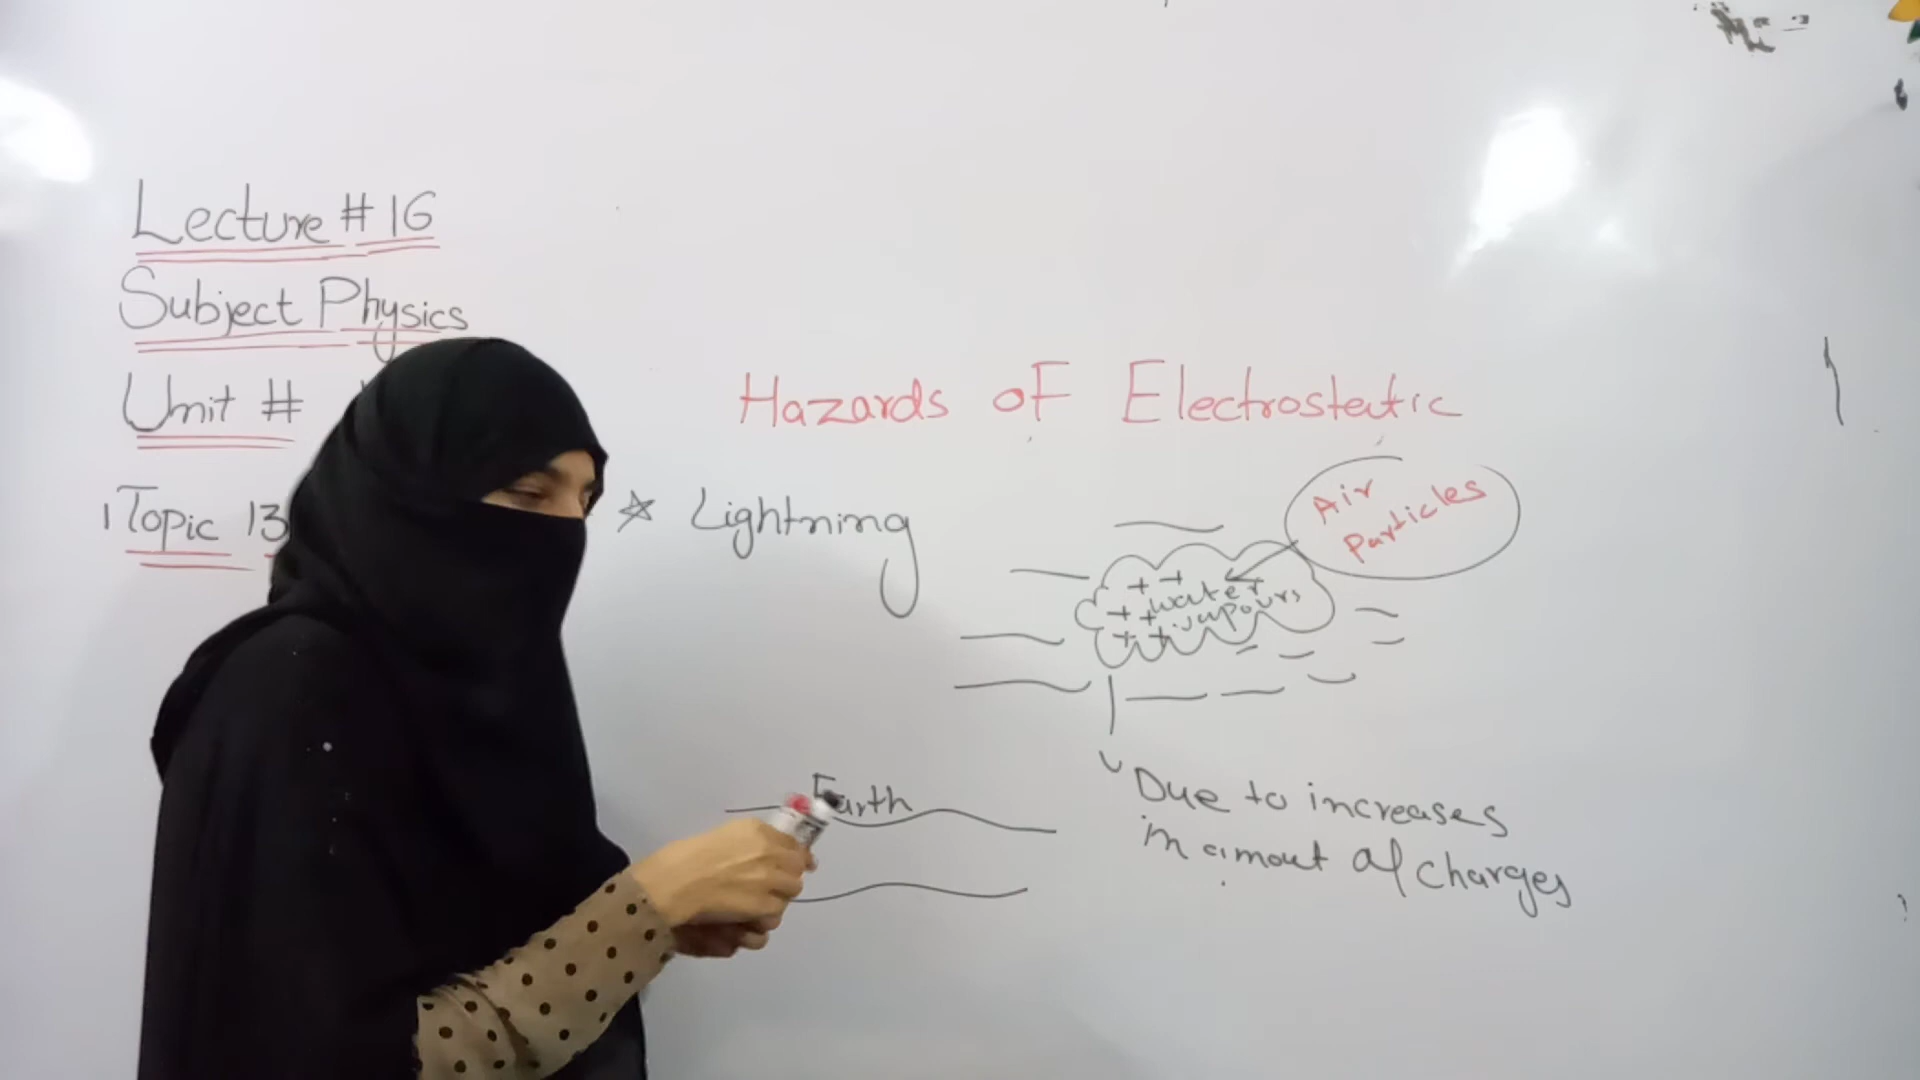 Lecture # 16
Subject Physics
Unit #
Topic 13
Hazards oF Electrostatic
☆ Lightning
Air
Particles
+ + water
+ + vapours
+ +
Earth
Due to increases
in amout of charges